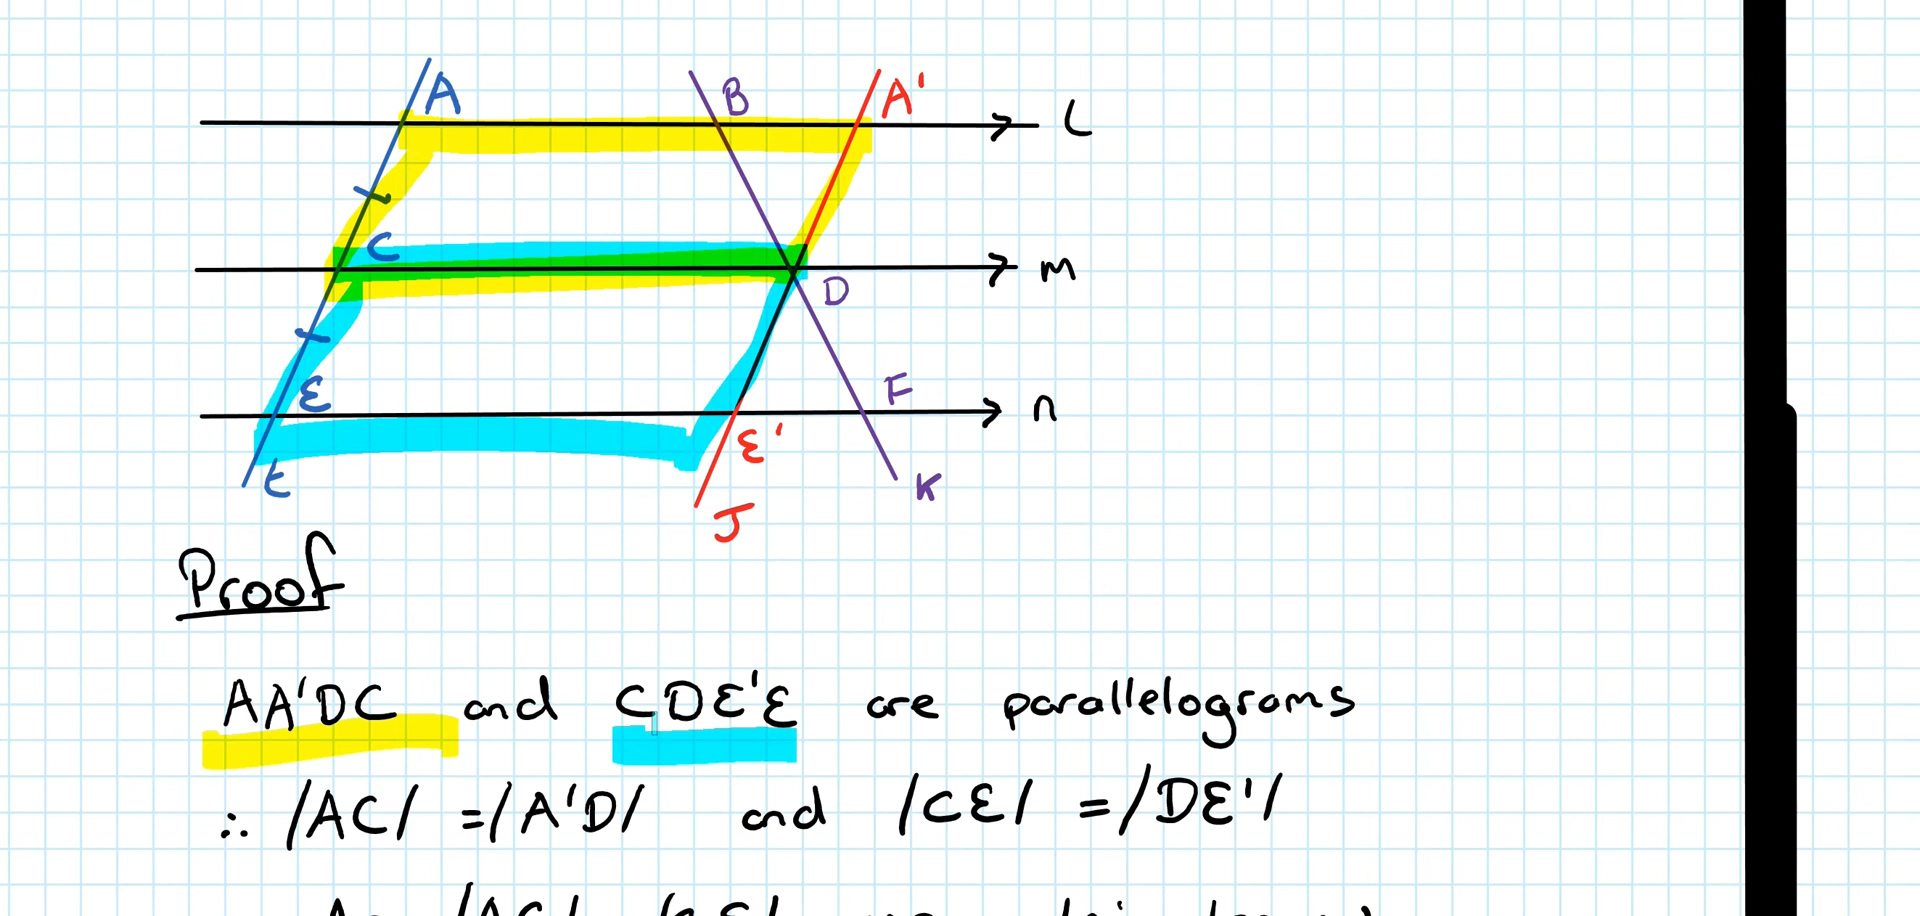 A B A' L
C D m
E F n
t E' K
J
Proof
AA'DC and CDE'E are parallelograms
∴ |AC| = |A'D| and |CE| = |DE'|